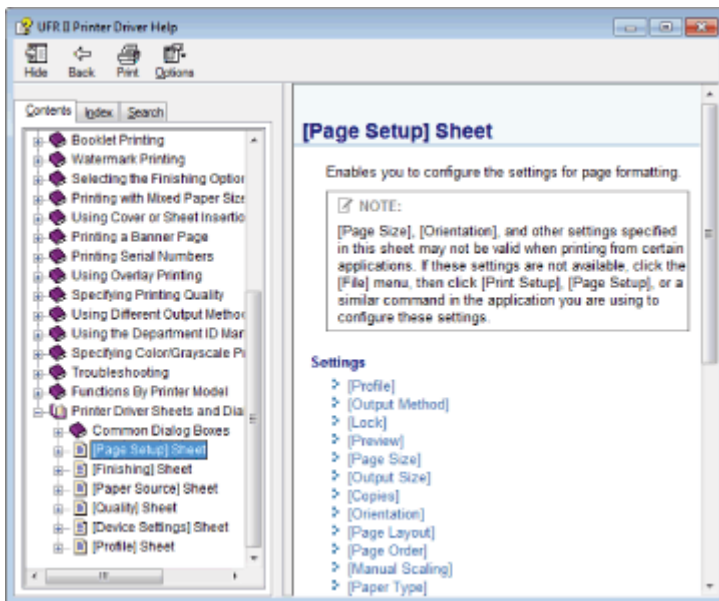 UFR II Printer Driver Help
Hide Back Print Options
Contents Index Search
Booklet Printing
Watermark Printing
Selecting the Finishing Option
Printing with Mixed Paper Size
Using Cover or Sheet Insertio
Printing a Banner Page
Printing Serial Numbers
Using Overlay Printing
Specifying Printing Quality
Using Different Output Method
Using the Department ID Man
Specifying Color/Grayscale Pr
Troubleshooting
Functions By Printer Model
Printer Driver Sheets and Dia
Common Dialog Boxes
[Page Setup] Sheet
[Finishing] Sheet
[Paper Source] Sheet
[Quality] Sheet
[Device Settings] Sheet
[Profile] Sheet
[Page Setup] Sheet
Enables you to configure the settings for page formatting.
NOTE:
[Page Size], [Orientation], and other settings specified
in this sheet may not be valid when printing from certain
applications. If these settings are not available, click the
[File] menu, then click [Print Setup], [Page Setup], or a
similar command in the application you are using to
configure these settings.
Settings
[Profile]
[Output Method]
[Lock]
[Preview]
[Page Size]
[Output Size]
[Copies]
[Orientation]
[Page Layout]
[Page Order]
[Manual Scaling]
[Paper Type]